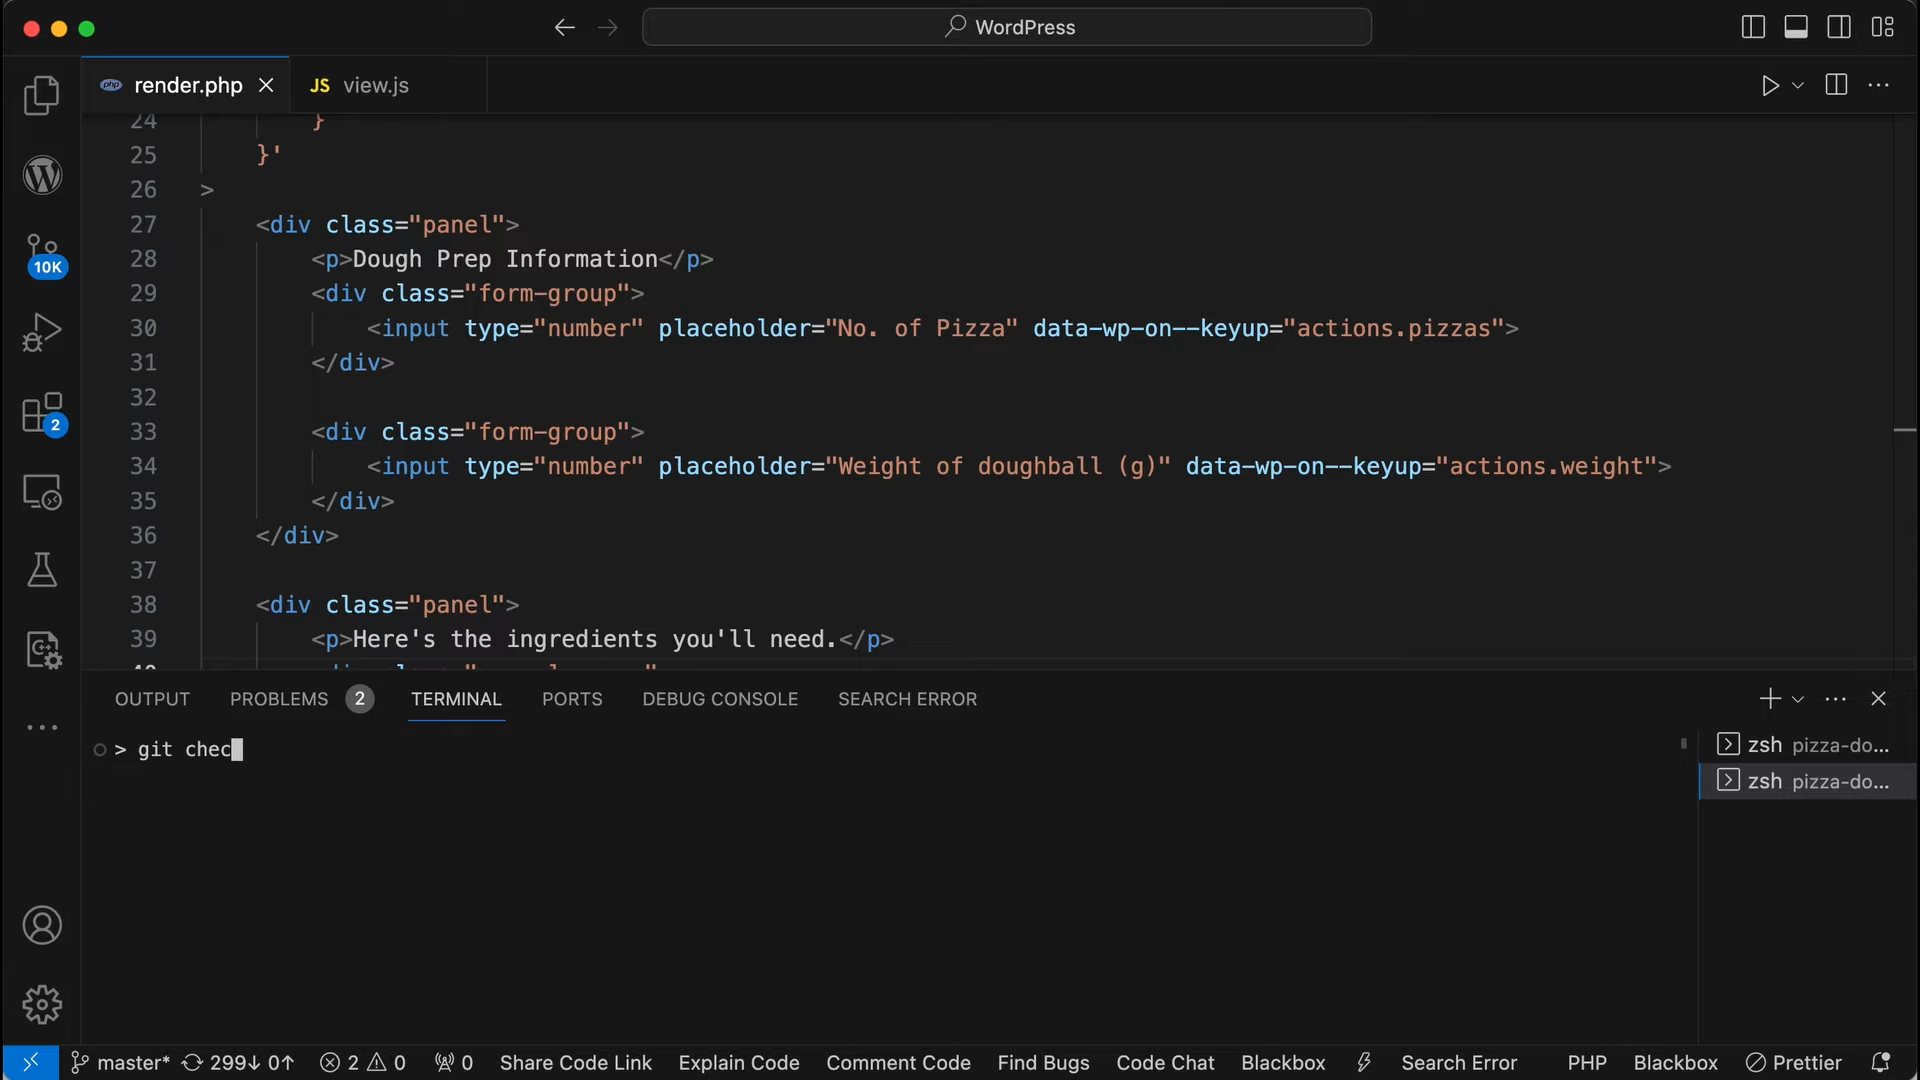 WordPress
render.php
JS view.js
24 }
25 }'
26 >
27 <div class="panel">
28 <p>Dough Prep Information</p>
29 <div class="form-group">
30 <input type="number" placeholder="No. of Pizza" data-wp-on--keyup="actions.pizzas">
31 </div>
32
33 <div class="form-group">
34 <input type="number" placeholder="Weight of doughball (g)" data-wp-on--keyup="actions.weight">
35 </div>
36 </div>
37
38 <div class="panel">
39 <p>Here's the ingredients you'll need.</p>
10K
2
OUTPUT PROBLEMS 2 TERMINAL PORTS DEBUG CONSOLE SEARCH ERROR
> git chec
zsh pizza-do...
zsh pizza-do...
master* 299↓ 0↑ 2 0 0 Share Code Link Explain Code Comment Code Find Bugs Code Chat Blackbox Search Error PHP Blackbox Prettier